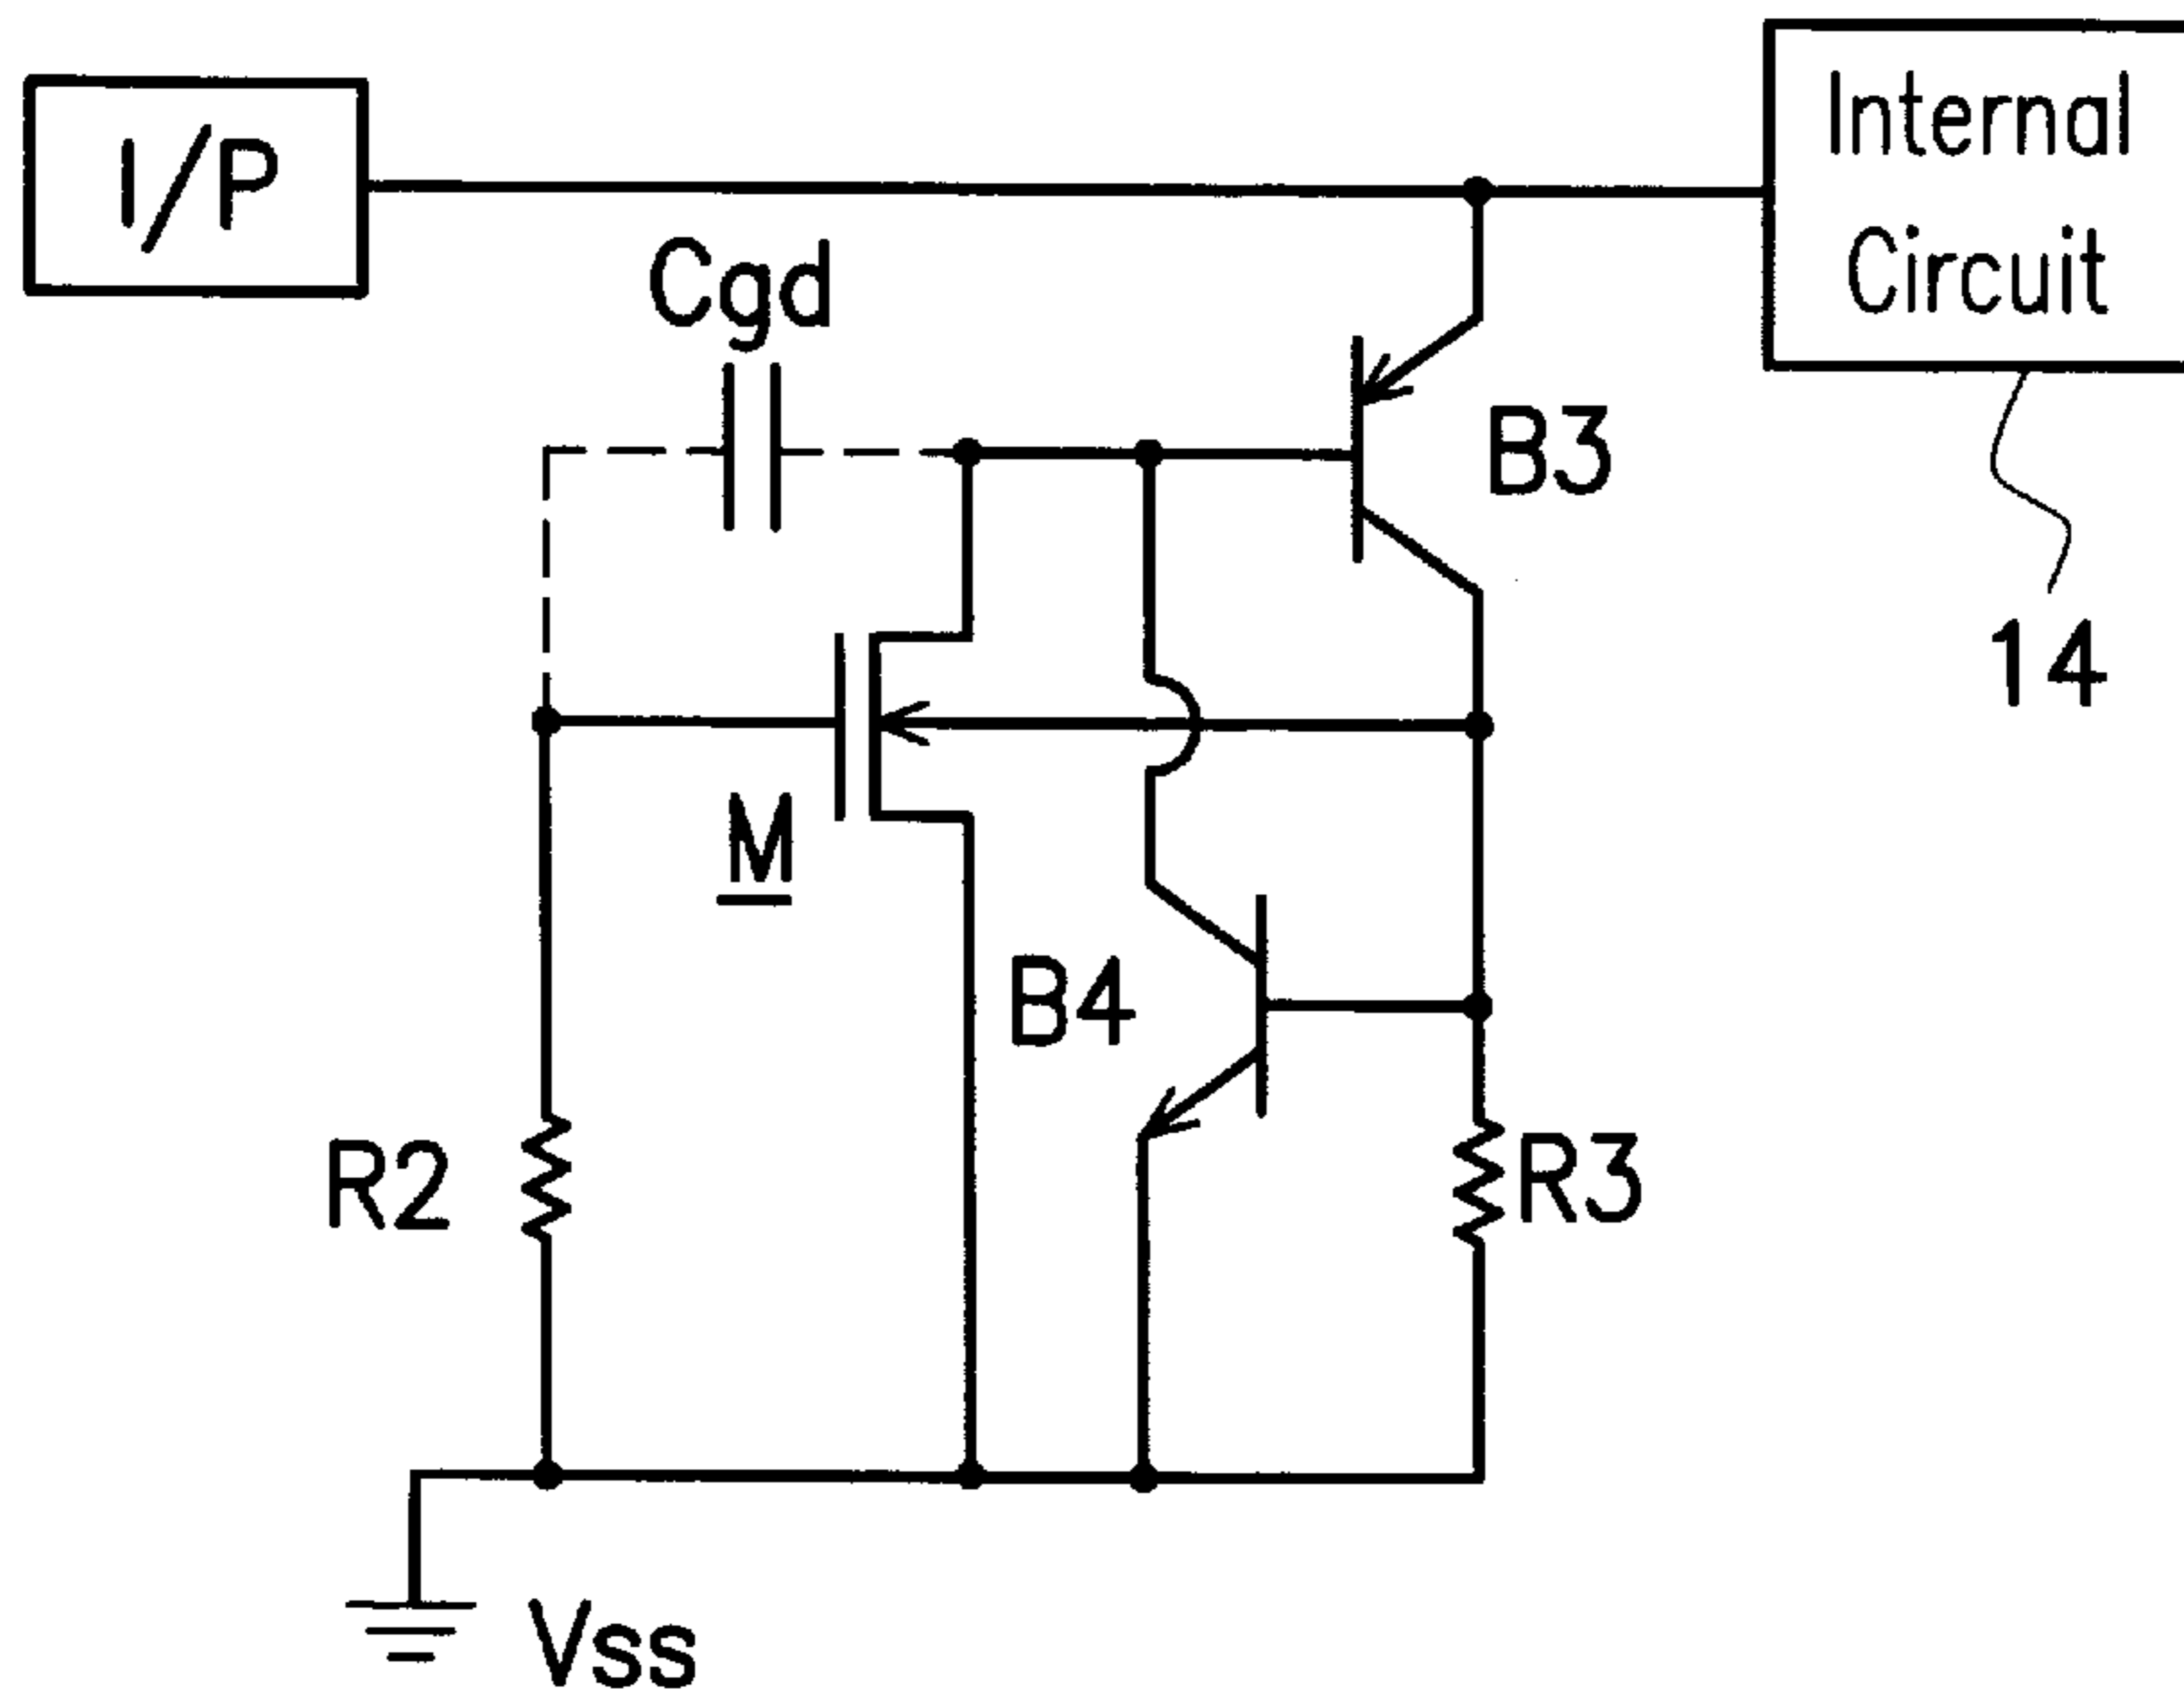 I/P
Internal
Circuit
Cgd
B3
14
M
B4
R2
R3
Vss